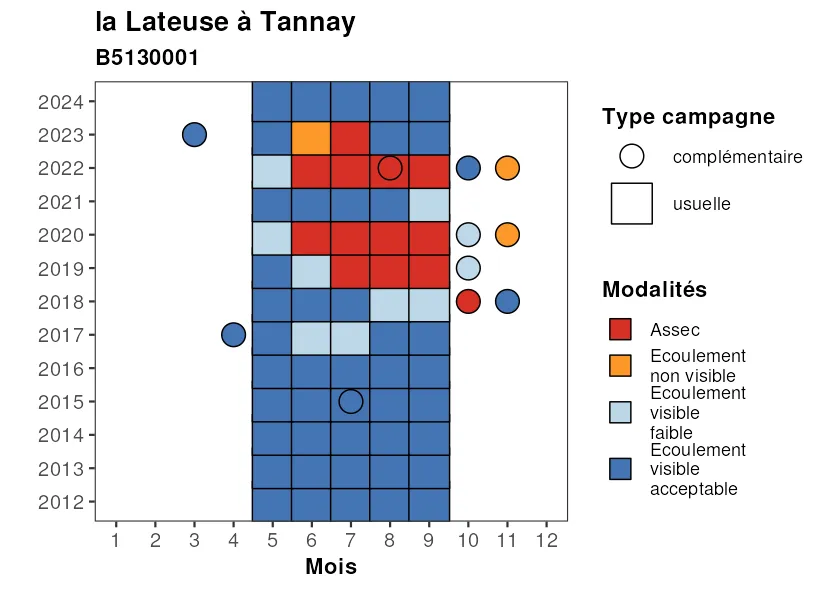 la Lateuse à Tannay
B5130001
2024
2023
2022
2021
2020
2019
2018
2017
2016
2015
2014
2013
2012
1 2 3 4 5 6 7 8 9 10 11 12
Mois
Type campagne
complémentaire
usuelle
Modalités
Assec
Ecoulement
non visible
Ecoulement
visible
faible
Ecoulement
visible
acceptable